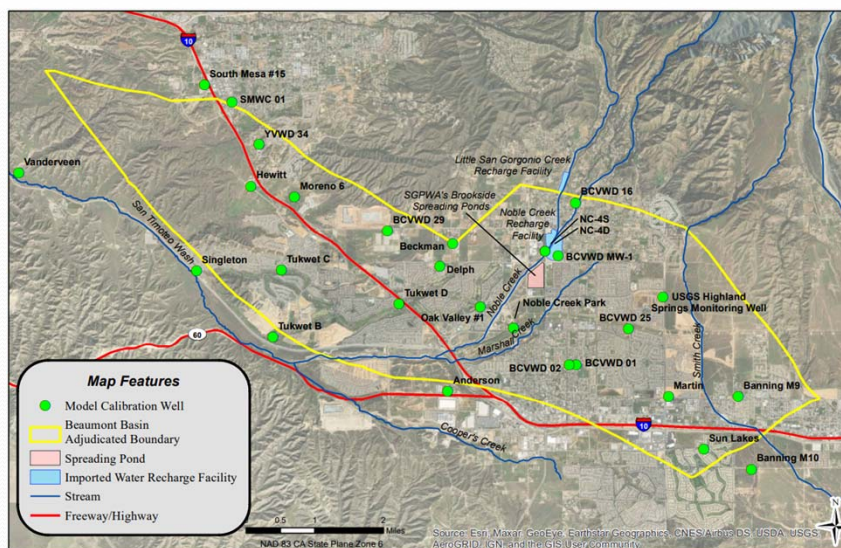 10
South Mesa #15
SMWC 01
YVWD 34
Vanderveen
Hewitt
Moreno 6
Little San Gorgonio Creek
Recharge Facility
SGPWA's Brookside
Spreading Ponds
Noble Creek
Recharge
Facility
BCVWD 16
NC-4S
NC-4D
BCVWD 29
Beckman
BCVWD MW-1
San Timoteo Wash
Singleton
Tukwet C
Delph
Noble Creek
USGS Highland
Springs Monitoring Well
Tukwet D
Oak Valley #1
Noble Creek Park
Marshall Creek
BCVWD 25
Smith Creek
60
Tukwet B
BCVWD 02
BCVWD 01
Anderson
Martin
Banning M9
Cooper's Creek
10
Sun Lakes
Banning M10
Map Features
Model Calibration Well
Beaumont Basin
Adjudicated Boundary
Spreading Pond
Imported Water Recharge Facility
Stream
Freeway/Highway
0.5 1 2
Miles
NAD 83 CA State Plane Zone 6
Source: Esri, Maxar, GeoEye, Earthstar Geographics, CNES/Airbus DS, USDA, USGS,
AeroGRID, IGN, and the GIS User Community